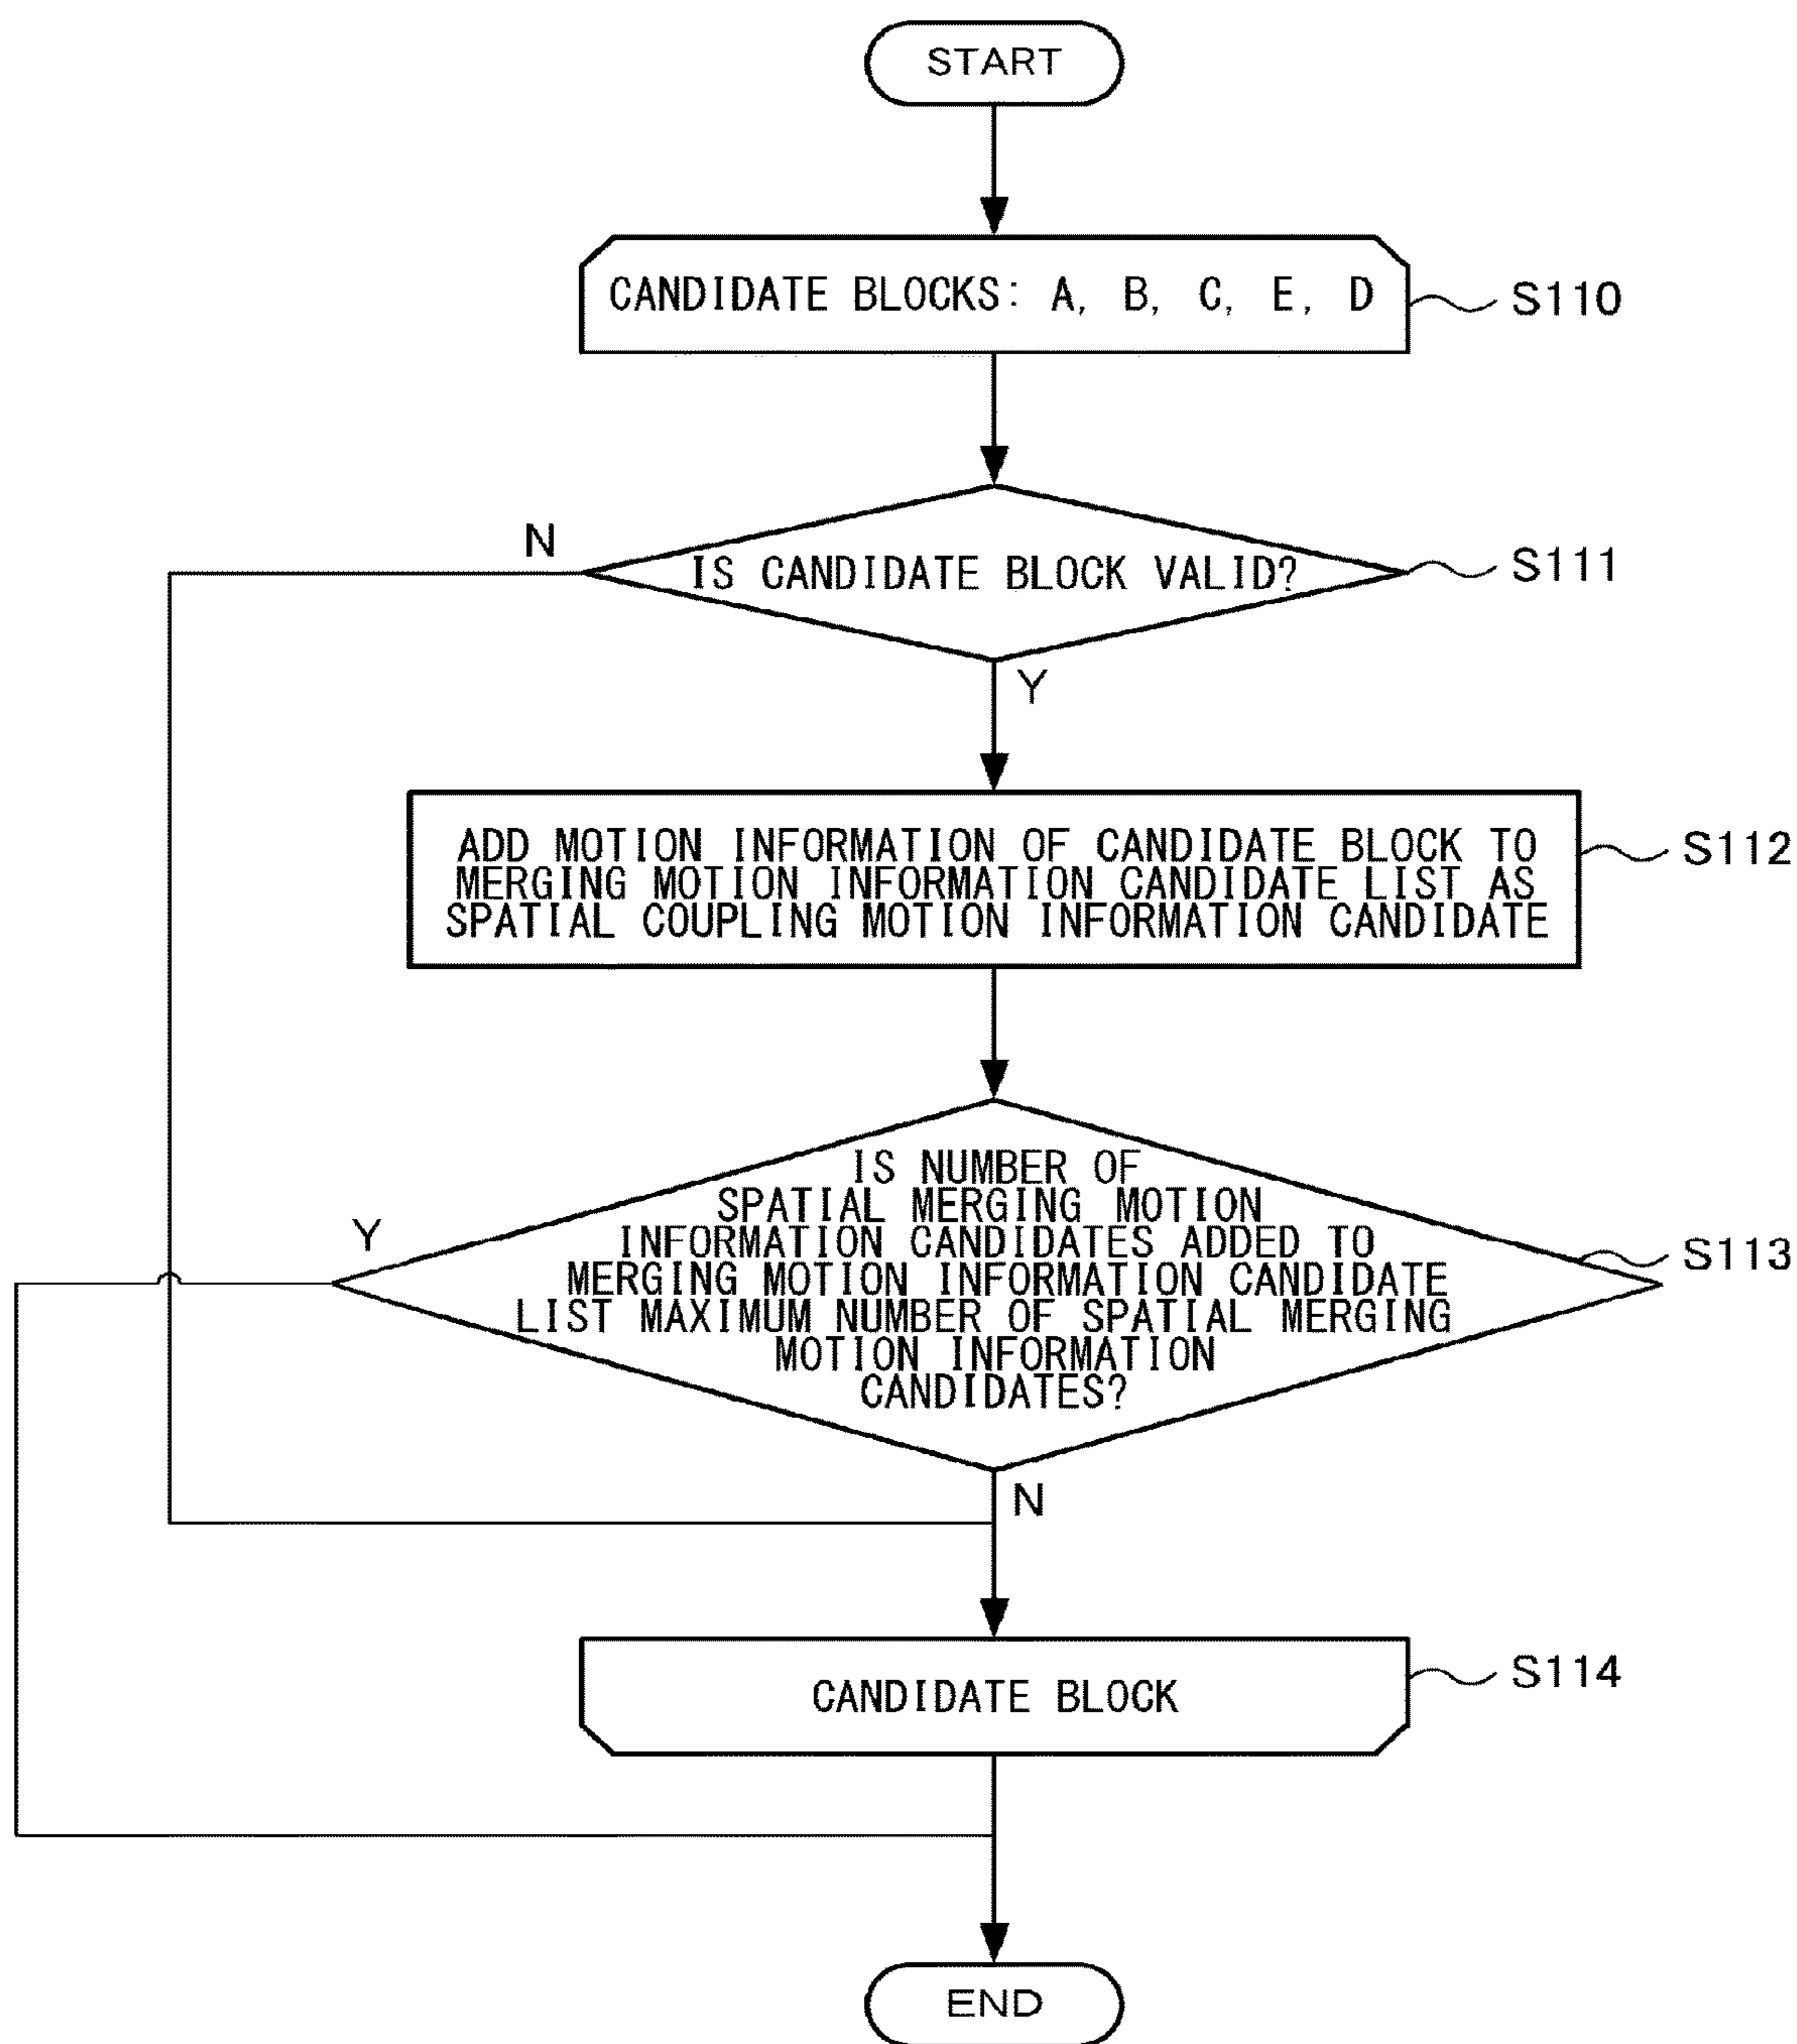 START
CANDIDATE BLOCKS: A, B, C, E, D
S110
N
IS CANDIDATE BLOCK VALID?
S111
Y
ADD MOTION INFORMATION OF CANDIDATE BLOCK TO
MERGING MOTION INFORMATION CANDIDATE LIST AS
SPATIAL COUPLING MOTION INFORMATION CANDIDATE
S112
Y
IS NUMBER OF
SPATIAL MERGING MOTION
INFORMATION CANDIDATES ADDED TO
MERGING MOTION INFORMATION CANDIDATE
LIST MAXIMUM NUMBER OF SPATIAL MERGING
MOTION INFORMATION
CANDIDATES?
S113
N
CANDIDATE BLOCK
S114
END